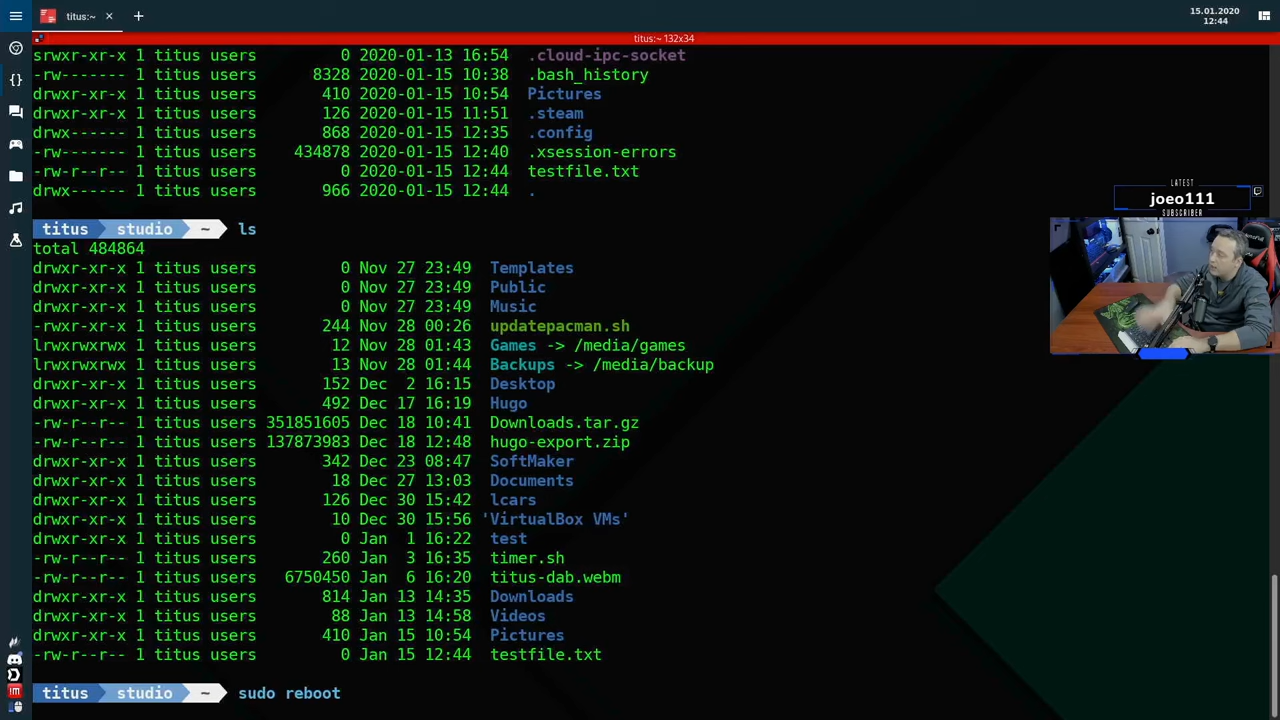 titus:~
15.01.2020
12:44
titus:~ 132x34
srwxr-xr-x 1 titus users 0 2020-01-13 16:54 .cloud-ipc-socket
-rw------- 1 titus users 8328 2020-01-15 10:38 .bash_history
drwxr-xr-x 1 titus users 410 2020-01-15 10:54 Pictures
drwxr-xr-x 1 titus users 126 2020-01-15 11:51 .steam
drwx------ 1 titus users 868 2020-01-15 12:35 .config
-rw------- 1 titus users 434878 2020-01-15 12:40 .xsession-errors
-rw-r--r-- 1 titus users 0 2020-01-15 12:44 testfile.txt
drwx------ 1 titus users 966 2020-01-15 12:44 .
LATEST
joeo111
SUBSCRIBER
titus studio ~ ls
total 484864
drwxr-xr-x 1 titus users 0 Nov 27 23:49 Templates
drwxr-xr-x 1 titus users 0 Nov 27 23:49 Public
drwxr-xr-x 1 titus users 0 Nov 27 23:49 Music
-rwxr-xr-x 1 titus users 244 Nov 28 00:26 updatepacman.sh
lrwxrwxrwx 1 titus users 12 Nov 28 01:43 Games -> /media/games
lrwxrwxrwx 1 titus users 13 Nov 28 01:44 Backups -> /media/backup
drwxr-xr-x 1 titus users 152 Dec 2 16:15 Desktop
drwxr-xr-x 1 titus users 492 Dec 17 16:19 Hugo
-rw-r--r-- 1 titus users 351851605 Dec 18 10:41 Downloads.tar.gz
-rw-r--r-- 1 titus users 137873983 Dec 18 12:48 hugo-export.zip
drwxr-xr-x 1 titus users 342 Dec 23 08:47 SoftMaker
drwxr-xr-x 1 titus users 18 Dec 27 13:03 Documents
drwxr-xr-x 1 titus users 126 Dec 30 15:42 lcars
drwxr-xr-x 1 titus users 10 Dec 30 15:56 'VirtualBox VMs'
drwxr-xr-x 1 titus users 0 Jan 1 16:22 test
-rw-r--r-- 1 titus users 260 Jan 3 16:35 timer.sh
-rw-r--r-- 1 titus users 6750450 Jan 6 16:20 titus-dab.webm
drwxr-xr-x 1 titus users 814 Jan 13 14:35 Downloads
drwxr-xr-x 1 titus users 88 Jan 13 14:58 Videos
drwxr-xr-x 1 titus users 410 Jan 15 10:54 Pictures
-rw-r--r-- 1 titus users 0 Jan 15 12:44 testfile.txt
titus studio ~ sudo reboot